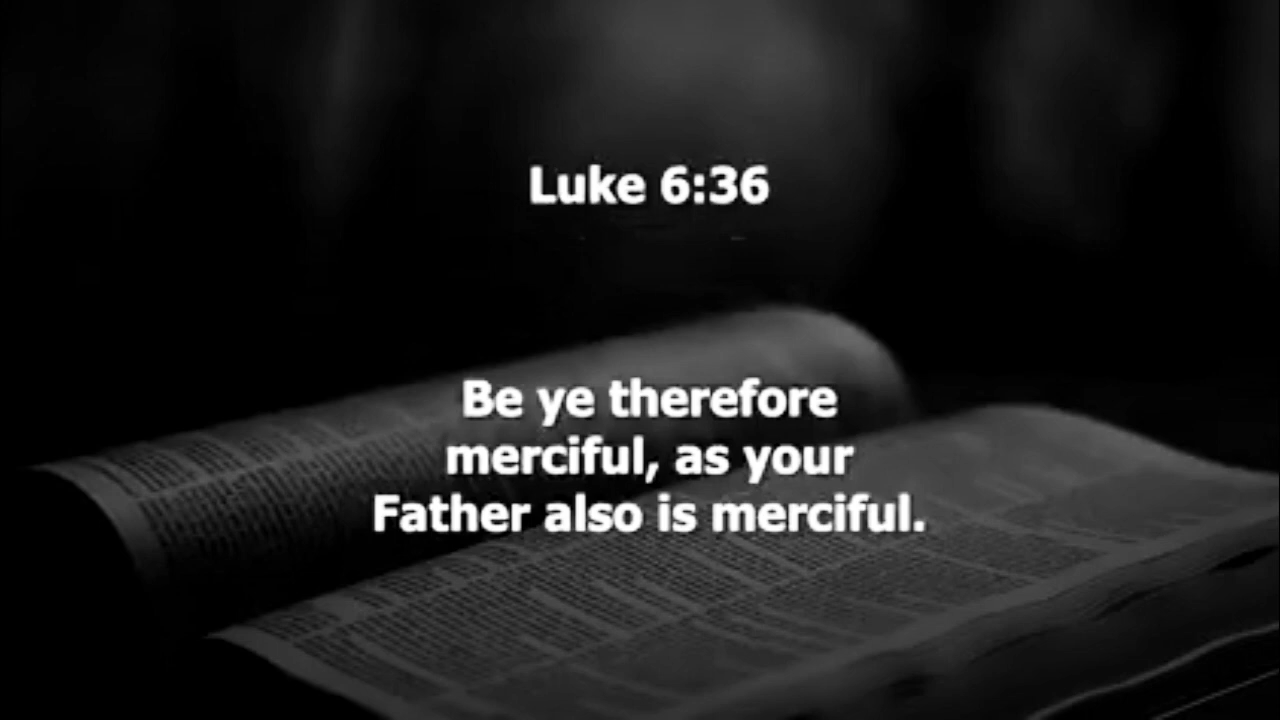 Luke 6:36
Be ye therefore
merciful, as your
Father also is merciful.